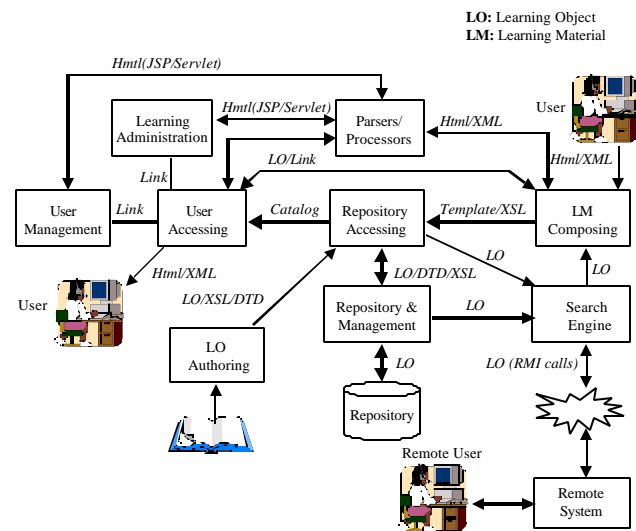 LO: Learning Object
LM: Learning Material
Hmtl(JSP/Servlet)
Learning
Administration
Hmtl(JSP/Servlet)
Parsers/
Processors
Html/XML
User
Html/XML
Link
LO/Link
User
Management
Link
User
Accessing
Catalog
Repository
Accessing
Template/XSL
LM
Composing
LO
LO
Html/XML
LO/DTD/XSL
User
LO/XSL/DTD
Repository &
Management
LO
Search
Engine
LO
Authoring
LO
LO (RMI calls)
Repository
Remote User
Remote
System